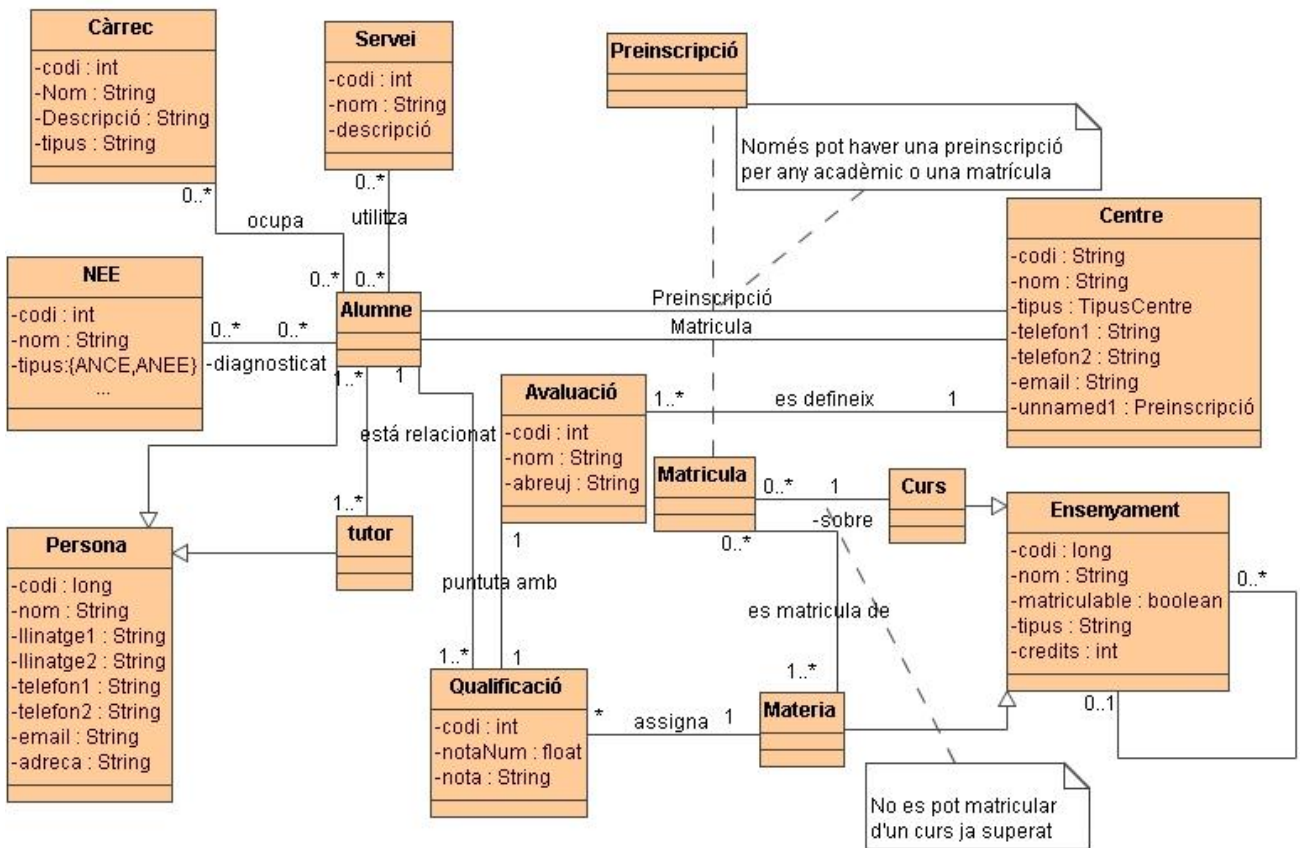 Càrrec
-codi : int
-Nom : String
-Descripció : String
-tipus : String
0..*
ocupa
0..*
Servei
-codi : int
-nom : String
-descripció
0..*
utilitza
0..*
Preinscripció
Només pot haver una preinscripció
per any acadèmic o una matrícula
NEE
-codi : int
-nom : String
-tipus:{ANCE,ANEE}
...
0..*
0..*
-diagnosticat
Alumne
1..*
1
Preinscripció
Matricula
Centre
-codi : String
-nom : String
-tipus : TipusCentre
-telefon1 : String
-telefon2 : String
-email : String
-unnamed1 : Preinscripció
Avaluació
-codi : int
-nom : String
-abreuj : String
1..*
es defineix
1
1
está relacionat
1..*
tutor
Persona
-codi : long
-nom : String
-llinatge1 : String
-llinatge2 : String
-telefon1 : String
-telefon2 : String
-email : String
-adreca : String
puntuta amb
1..*
1
Qualificació
-codi : int
-notaNum : float
-nota : String
*
assigna
1
Matricula
0..*
1
-sobre
0..*
Curs
es matricula de
1..*
Materia
Ensenyament
-codi : long
-nom : String
-matriculable : boolean
-tipus : String
-credits : int
0..*
0..1
No es pot matricular
d'un curs ja superat